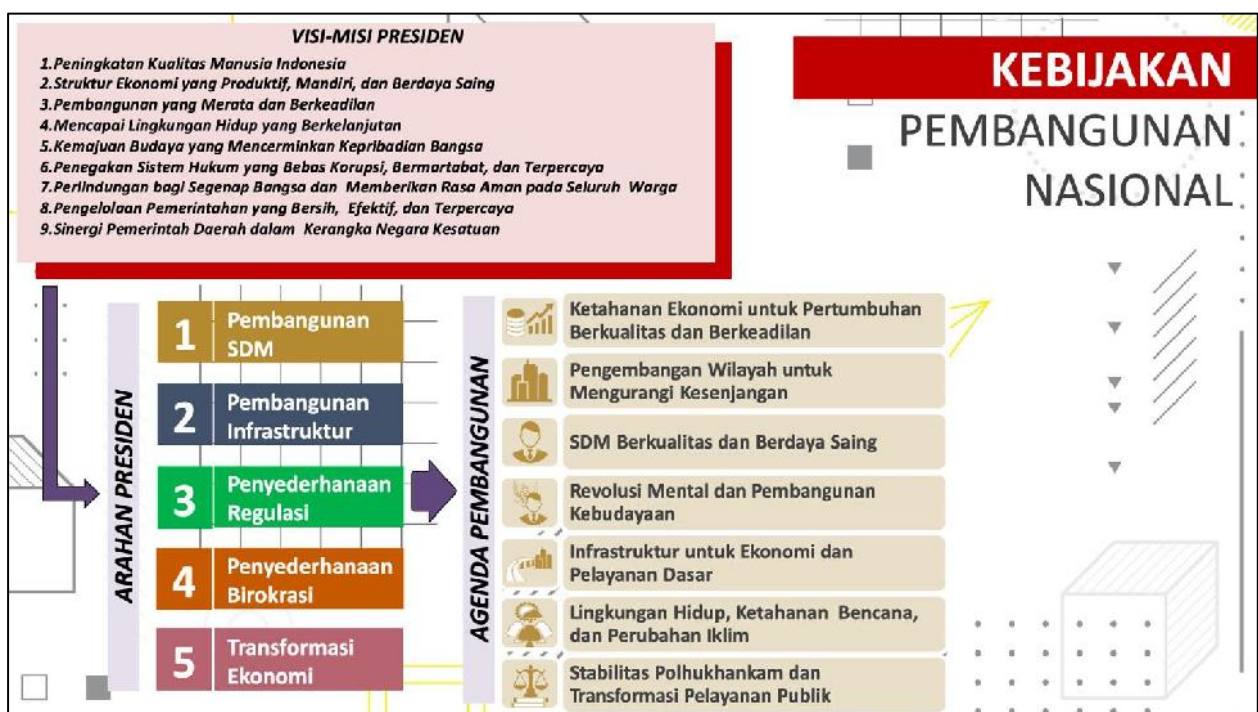 VISI-MISI PRESIDEN
1.Peningkatan Kualitas Manusia Indonesia
2.Struktur Ekonomi yang Produktif, Mandiri, dan Berdaya Saing
3.Pembangunan yang Merata dan Berkeadilan
4.Mencapai Lingkungan Hidup yang Berkelanjutan
5.Kemajuan Budaya yang Mencerminkan Kepribadian Bangsa
6.Penegakan Sistem Hukum yang Bebas Korupsi, Bermartabat, dan Terpercaya
7.Perlindungan bagi Segenap Bangsa dan Memberikan Rasa Aman pada Seluruh Warga
8.Pengelolaan Pemerintahan yang Bersih, Efektif, dan Terpercaya
9.Sinergi Pemerintah Daerah dalam Kerangka Negara Kesatuan
KEBIJAKAN
PEMBANGUNAN
NASIONAL
ARAHAN PRESIDEN
1 Pembangunan
SDM
2 Pembangunan
Infrastruktur
3 Penyederhanaan
Regulasi
4 Penyederhanaan
Birokrasi
5 Transformasi
Ekonomi
AGENDA PEMBANGUNAN
Ketahanan Ekonomi untuk Pertumbuhan
Berkualitas dan Berkeadilan
Pengembangan Wilayah untuk
Mengurangi Kesenjangan
SDM Berkualitas dan Berdaya Saing
Revolusi Mental dan Pembangunan
Kebudayaan
Infrastruktur untuk Ekonomi dan
Pelayanan Dasar
Lingkungan Hidup, Ketahanan Bencana,
dan Perubahan Iklim
Stabilitas Polhukhankam dan
Transformasi Pelayanan Publik